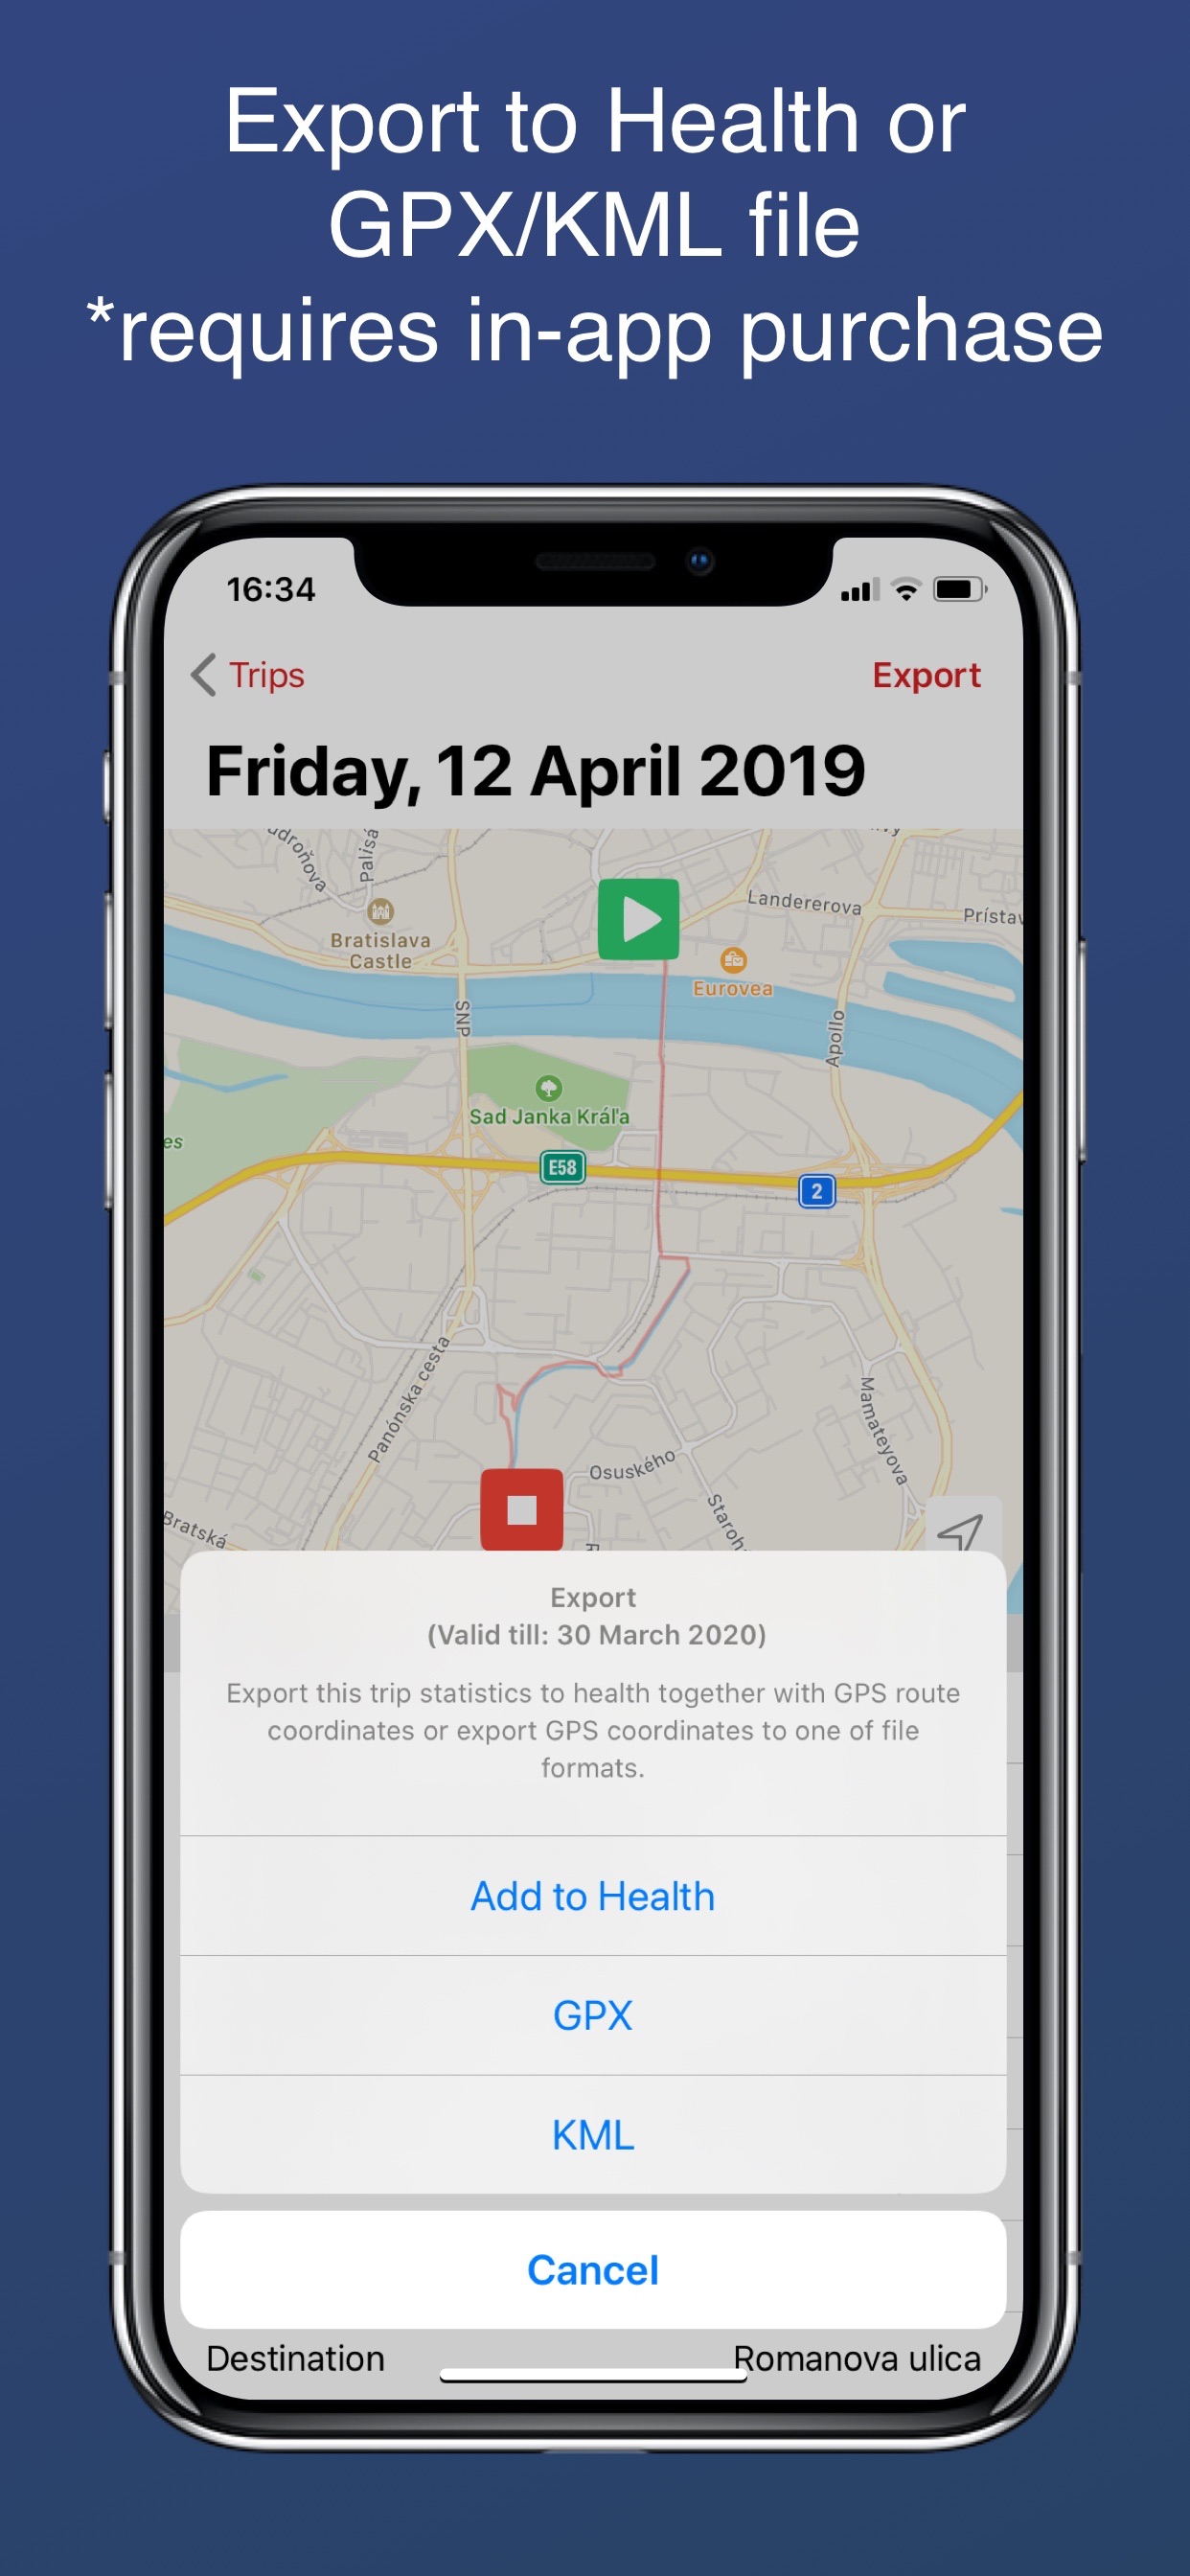 Export to Health or
GPX/KML file
*requires in-app purchase
16:34
Trips
Export
Friday, 12 April 2019
Palisá
Landererova
Prístav
Bratislava
Castle
Eurovea
SNP
Apollo
Sad Janka Kráľa
es
E58
2
Panónska cesta
Mamateyova
Osuského
Staroh
Bratská
Export
(Valid till: 30 March 2020)
Export this trip statistics to health together with GPS route
coordinates or export GPS coordinates to one of file
formats.
Add to Health
GPX
KML
Cancel
Destination
Romanova ulica